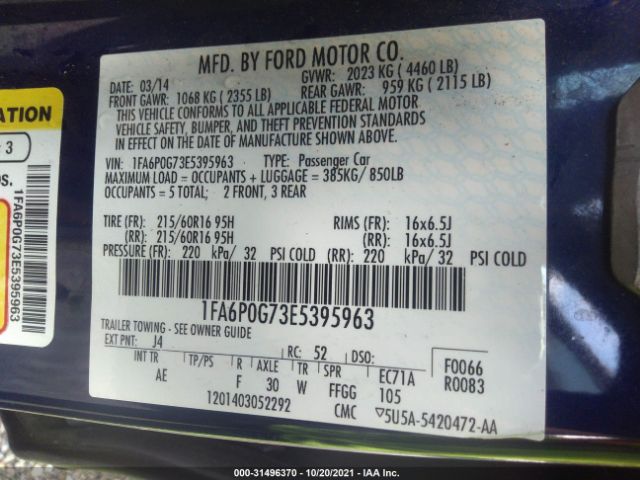 MFD. BY FORD MOTOR CO.
DATE: 03/14 GVWR: 2023 KG ( 4460 LB)
FRONT GAWR: 1068 KG ( 2355 LB) REAR GAWR: 959 KG ( 2115 LB)
THIS VEHICLE CONFORMS TO ALL APPLICABLE FEDERAL MOTOR
VEHICLE SAFETY, BUMPER, AND THEFT PREVENTION STANDARDS
IN EFFECT ON THE DATE OF MANUFACTURE SHOWN ABOVE.
VIN: 1FA6P0G73E5395963 TYPE: Passenger Car
MAXIMUM LOAD = OCCUPANTS + LUGGAGE = 385KG/ 850LB
OCCUPANTS = 5 TOTAL; 2 FRONT, 3 REAR
TIRE (FR): 215/60R16 95H RIMS (FR): 16x6.5J
(RR): 215/60R16 95H (RR): 16x6.5J
PRESSURE (FR): 220 kPa/ 32 PSI COLD (RR): 220 kPa/ 32 PSI COLD
1FA6P0G73E5395963
TRAILER TOWING - SEE OWNER GUIDE
EXT PNT: J4 RC: 52 DSO:
INT TR TP/PS R AXLE TR SPR EC71A F0066
AE F 30 W FFGG 105 R0083
1201403052292 CMC ▽5U5A-5420472-AA
ATION
3
OS.
1FA6P0G73E5395963
000-31496370 - 10/20/2021 - IAA Inc.